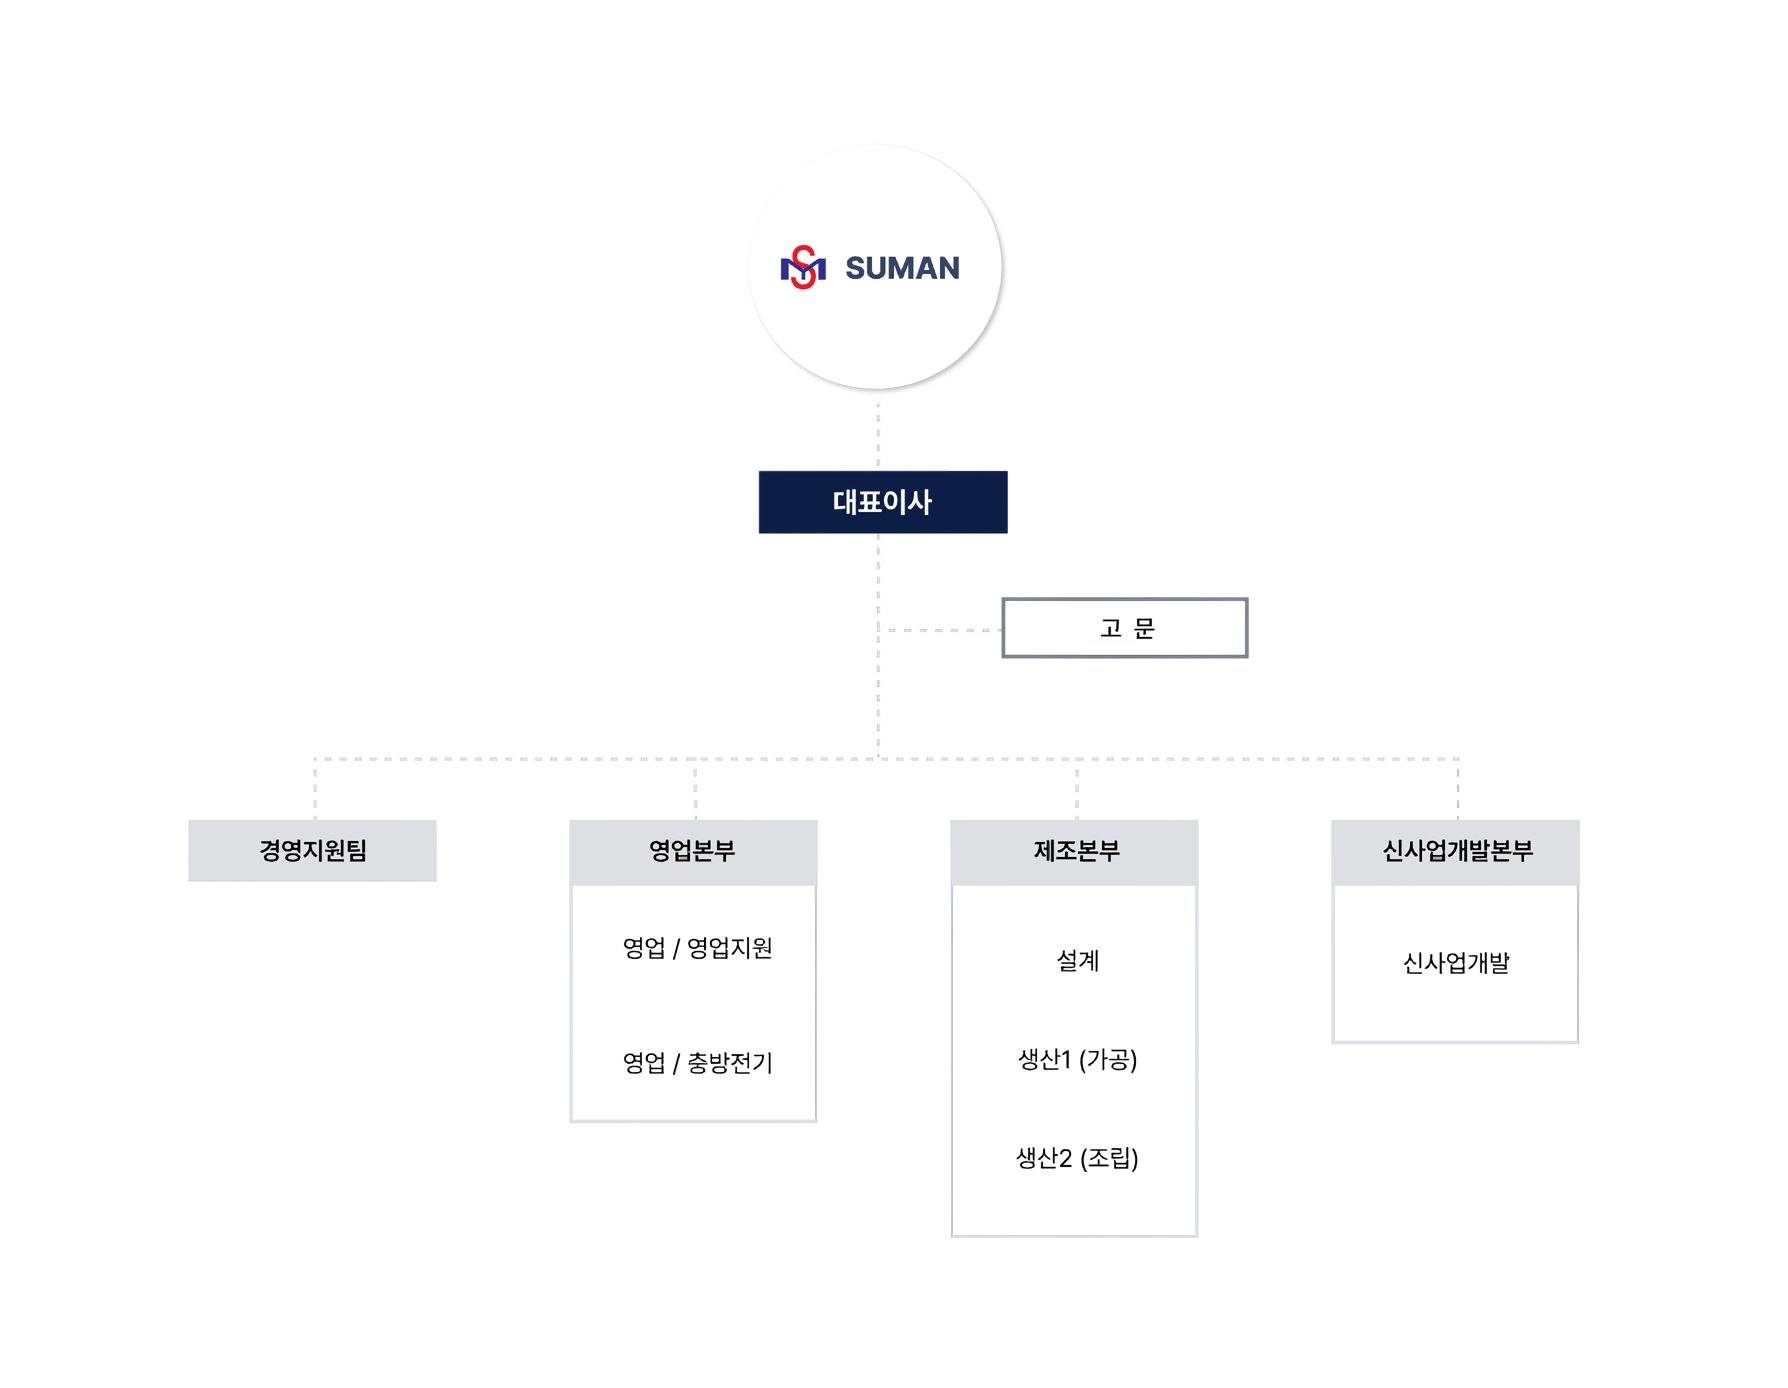 SUMAN
대표이사
고 문
경영지원팀
영업본부
제조본부
신사업개발본부
영업 / 영업지원
영업 / 충방전기
설계
생산1 (가공)
생산2 (조립)
신사업개발